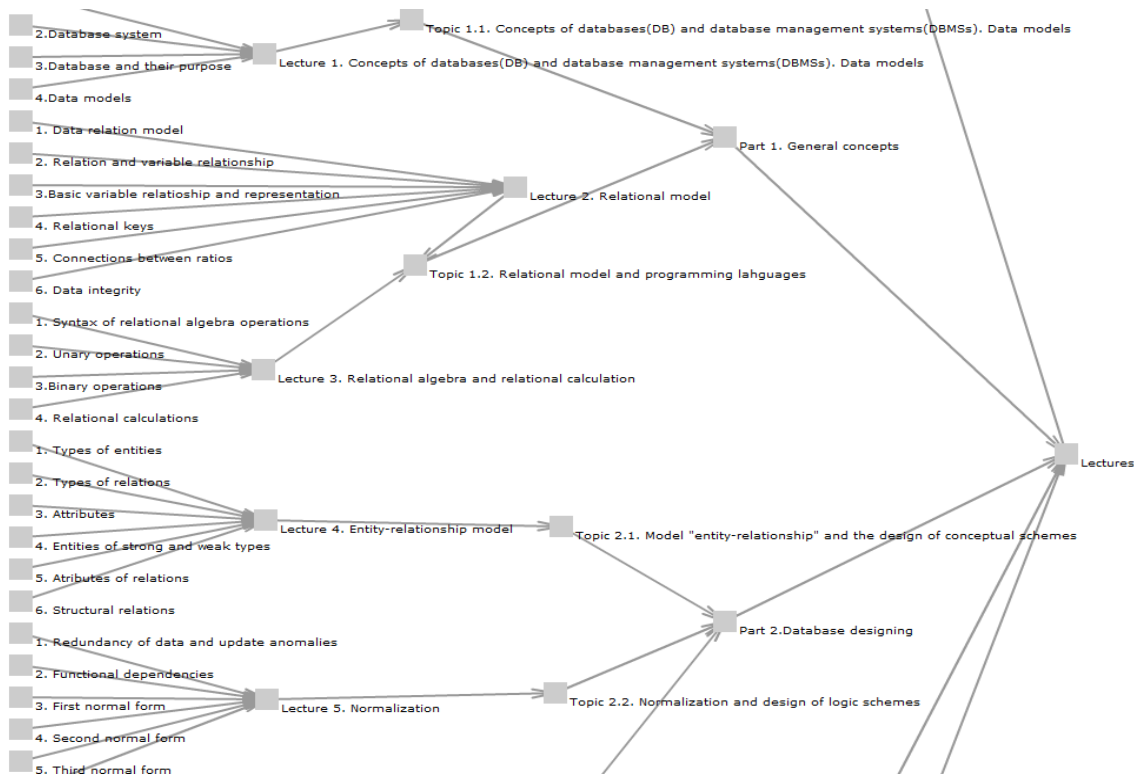 2.Database system
3.Database and their purpose
4.Data models
1. Data relation model
2. Relation and variable relationship
3.Basic variable relatioship and representation
4. Relational keys
5. Connections between ratios
6. Data integrity
1. Syntax of relational algebra operations
2. Unary operations
3.Binary operations
4. Relational calculations
1. Types of entities
2. Types of relations
3. Attributes
4. Entities of strong and weak types
5. Atributes of relations
6. Structural relations
1. Redundancy of data and update anomalies
2. Functional dependencies
3. First normal form
4. Second normal form
5. Third normal form
Lecture 1. Concepts of databases(DB) and database management systems(DBMSs). Data models
Lecture 2. Relational model
Lecture 3. Relational algebra and relational calculation
Lecture 4. Entity-relationship model
Lecture 5. Normalization
Topic 1.1. Concepts of databases(DB) and database management systems(DBMSs). Data models
Topic 1.2. Relational model and programming lahguages
Topic 2.1. Model "entity-relationship" and the design of conceptual schemes
Topic 2.2. Normalization and design of logic schemes
Part 1. General concepts
Part 2.Database designing
Lectures